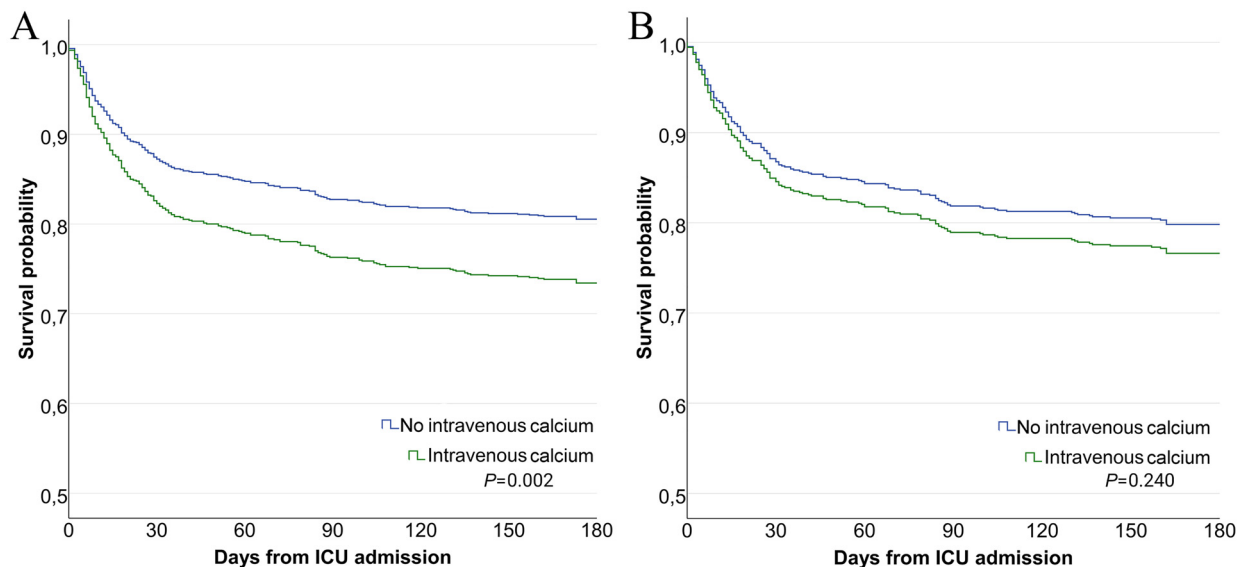 A
1,0
0,9
0,8
0,7
0,6
0,5
Survival probability
No intravenous calcium
Intravenous calcium
P=0.002
0 30 60 90 120 150 180
Days from ICU admission
B
1,0
0,9
0,8
0,7
0,6
0,5
Survival probability
No intravenous calcium
Intravenous calcium
P=0.240
0 30 60 90 120 150 180
Days from ICU admission